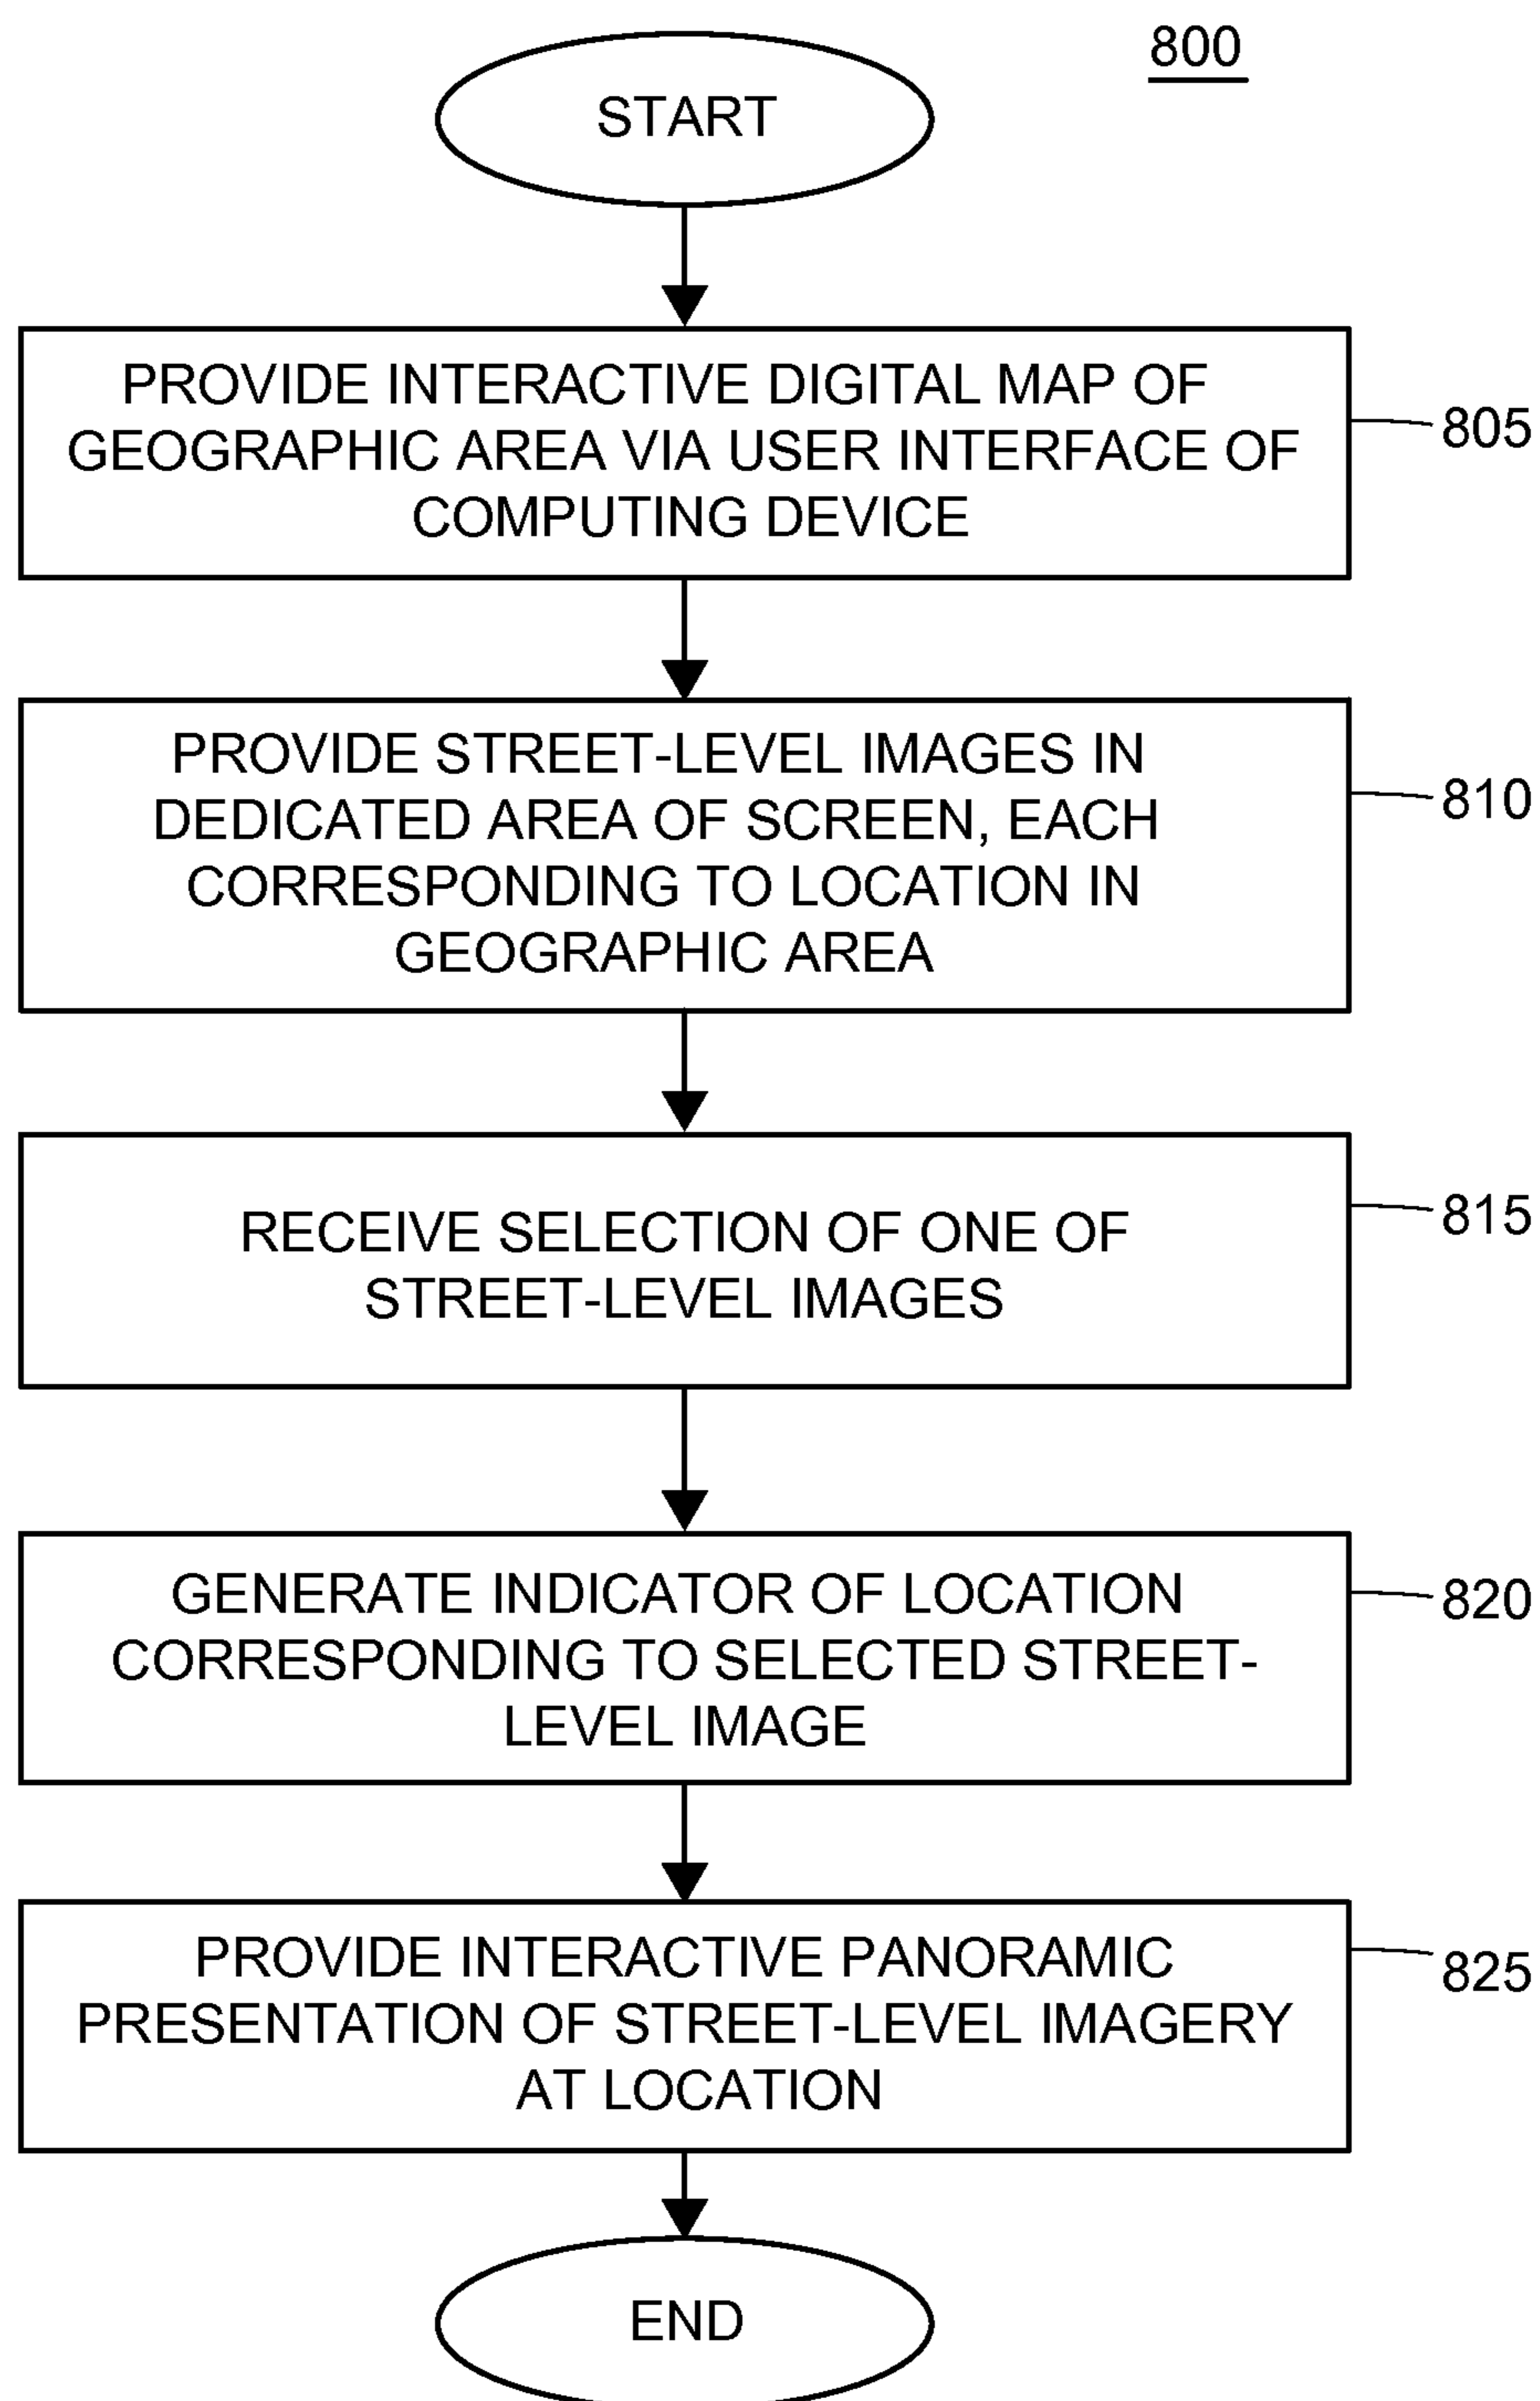 800
START
PROVIDE INTERACTIVE DIGITAL MAP OF
GEOGRAPHIC AREA VIA USER INTERFACE OF
COMPUTING DEVICE
805
PROVIDE STREET-LEVEL IMAGES IN
DEDICATED AREA OF SCREEN, EACH
CORRESPONDING TO LOCATION IN
GEOGRAPHIC AREA
810
RECEIVE SELECTION OF ONE OF
STREET-LEVEL IMAGES
815
GENERATE INDICATOR OF LOCATION
CORRESPONDING TO SELECTED STREET-
LEVEL IMAGE
820
PROVIDE INTERACTIVE PANORAMIC
PRESENTATION OF STREET-LEVEL IMAGERY
AT LOCATION
825
END